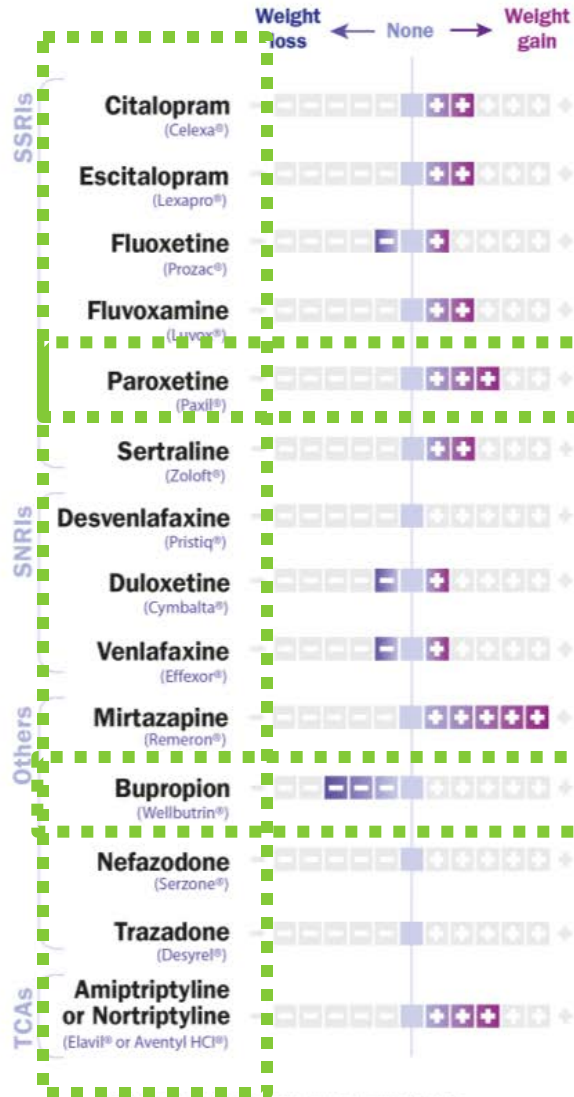 Weight
loss
None
Weight
gain
SSRIs
Citalopram
(Celexa®)
Escitalopram
(Lexapro®)
Fluoxetine
(Prozac®)
Fluvoxamine
(Luvox®)
Paroxetine
(Paxil®)
Sertraline
(Zoloft®)
SNRIs
Desvenlafaxine
(Pristiq®)
Duloxetine
(Cymbalta®)
Venlafaxine
(Effexor®)
Others
Mirtazapine
(Remeron®)
Bupropion
(Wellbutrin®)
Nefazodone
(Serzone®)
Trazadone
(Desyrel®)
TCAs
Amiptriptyline
or Nortriptyline
(Elavil® or Aventyl HCl®)